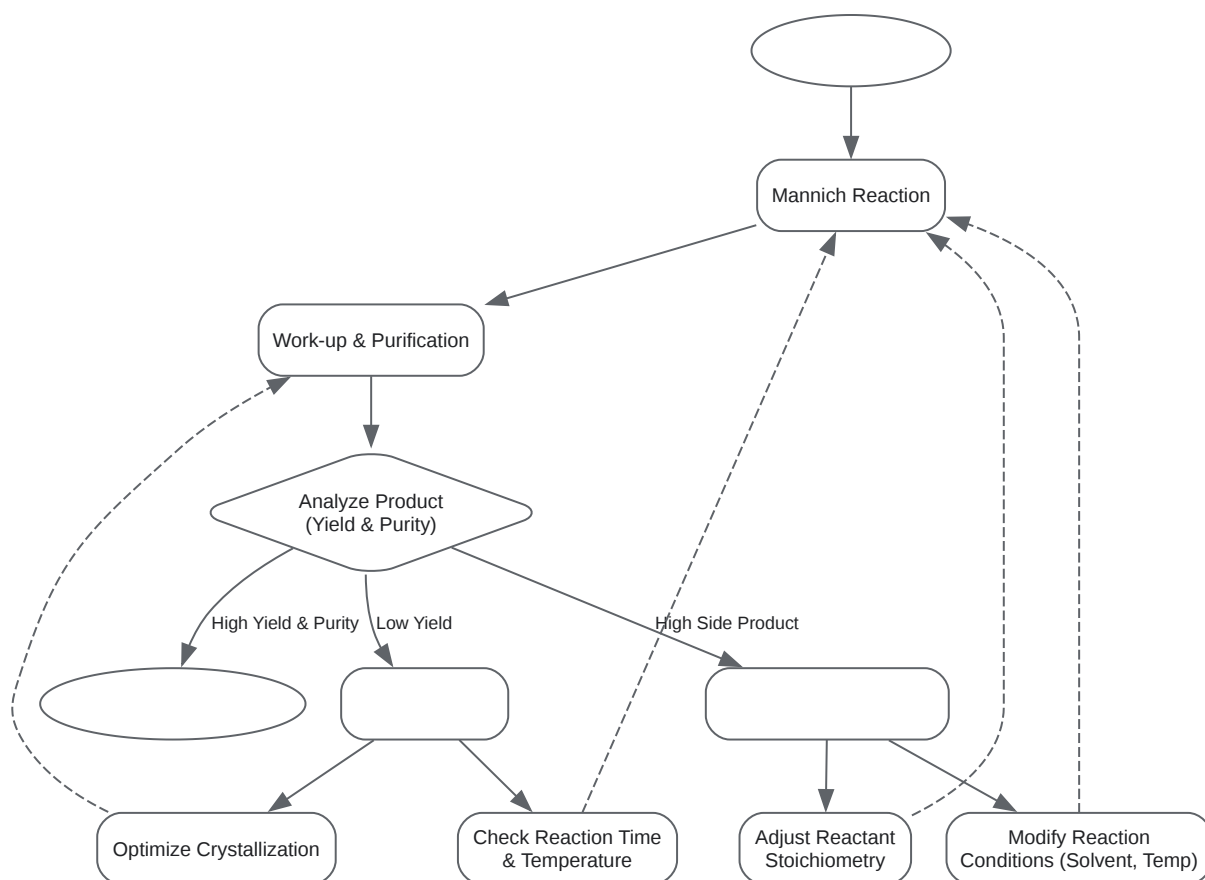 Mannich Reaction
Work-up & Purification
Analyze Product
(Yield & Purity)
High Yield & Purity
Low Yield
High Side Product
Optimize Crystallization
Check Reaction Time
& Temperature
Adjust Reactant
Stoichiometry
Modify Reaction
Conditions (Solvent, Temp)